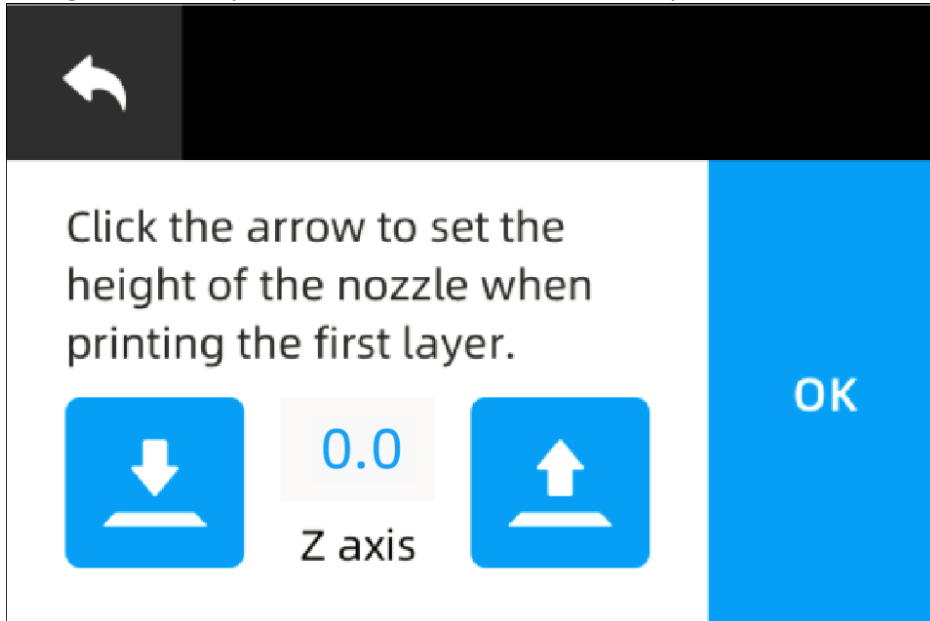 Click the arrow to set the
height of the nozzle when
printing the first layer.
OK
0.0
Z axis